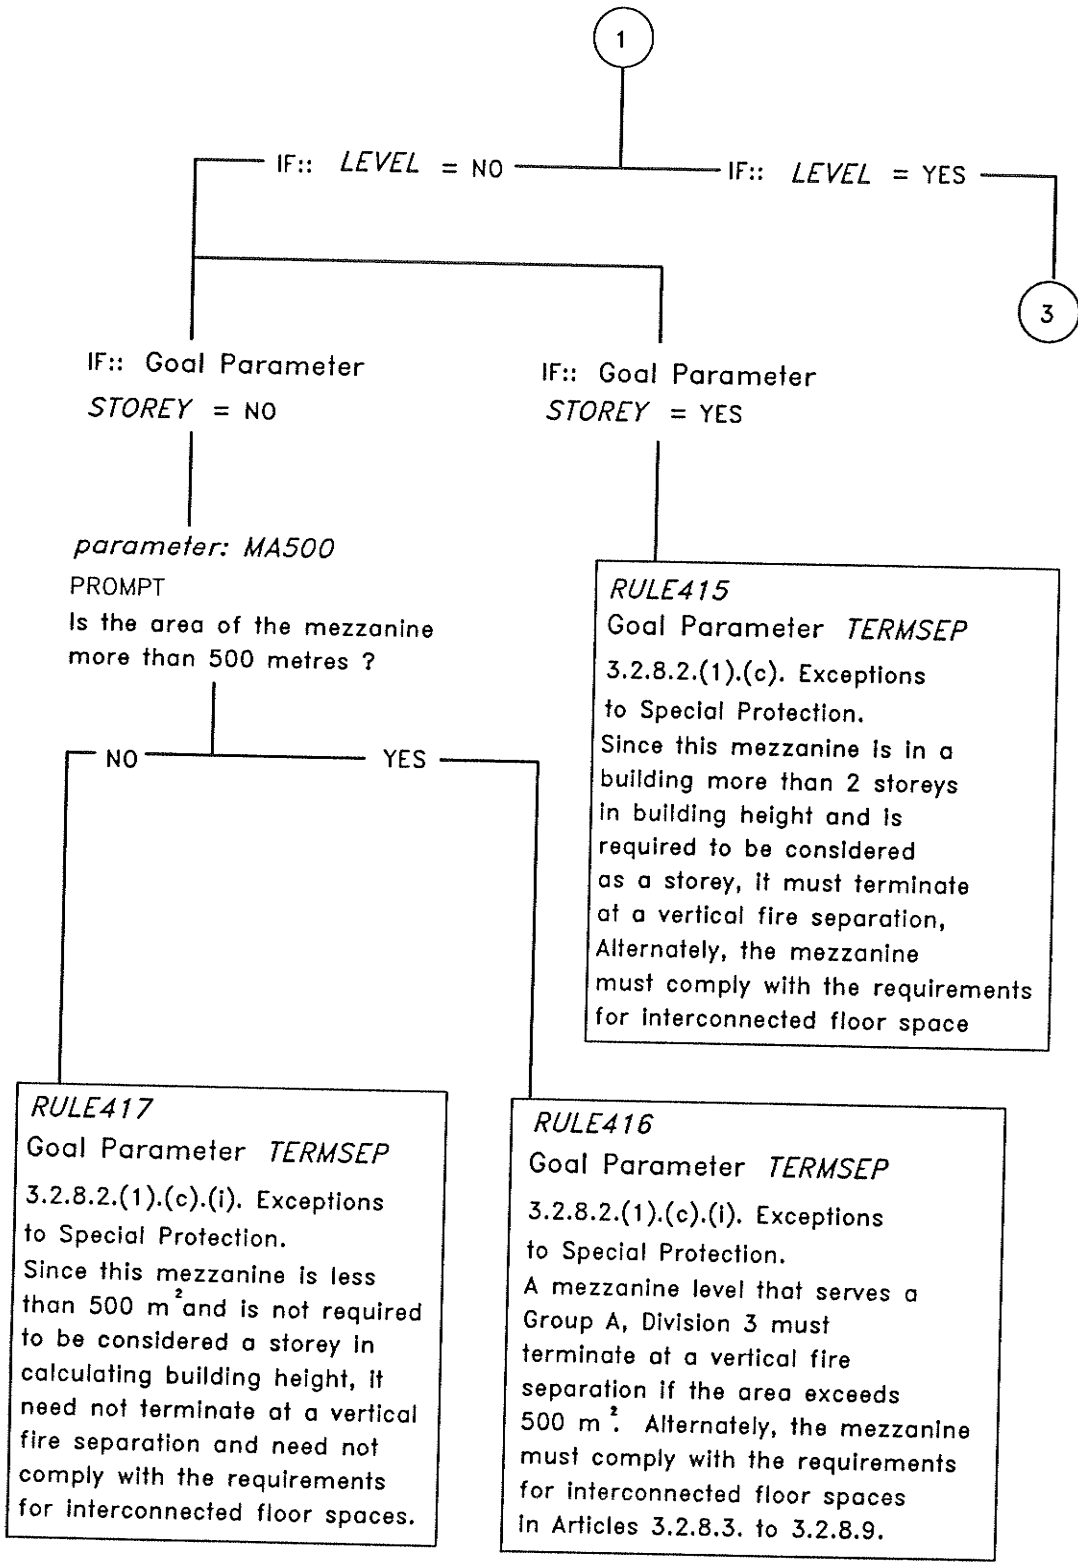 1
IF:: LEVEL = NO
IF:: LEVEL = YES
3
IF:: Goal Parameter
STOREY = NO
IF:: Goal Parameter
STOREY = YES
parameter: MA500
PROMPT
Is the area of the mezzanine
more than 500 metres ?
NO
YES
RULE415
Goal Parameter TERMSEP
3.2.8.2.(1).(c). Exceptions
to Special Protection.
Since this mezzanine is in a
building more than 2 storeys
in building height and is
required to be considered
as a storey, it must terminate
at a vertical fire separation,
Alternately, the mezzanine
must comply with the requirements
for interconnected floor space
RULE417
Goal Parameter TERMSEP
3.2.8.2.(1).(c).(i). Exceptions
to Special Protection.
Since this mezzanine is less
than 500 m² and is not required
to be considered a storey in
calculating building height, it
need not terminate at a vertical
fire separation and need not
comply with the requirements
for interconnected floor spaces.
RULE416
Goal Parameter TERMSEP
3.2.8.2.(1).(c).(i). Exceptions
to Special Protection.
A mezzanine level that serves a
Group A, Division 3 must
terminate at a vertical fire
separation if the area exceeds
500 m². Alternately, the mezzanine
must comply with the requirements
for interconnected floor spaces
in Articles 3.2.8.3. to 3.2.8.9.